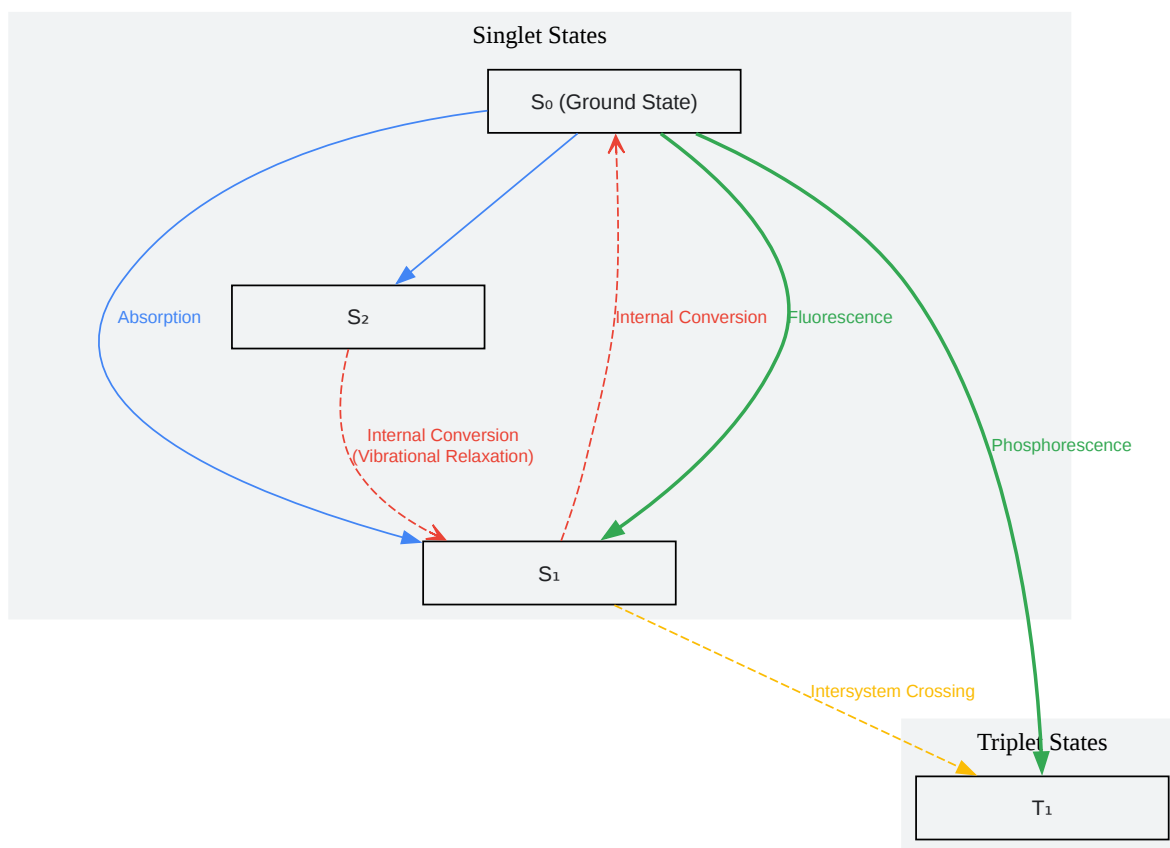 Singlet States
S₀ (Ground State)
S₂
Absorption
Internal Conversion
Fluorescence
Internal Conversion
(Vibrational Relaxation)
Phosphorescence
S₁
Intersystem Crossing
Triplet States
T₁